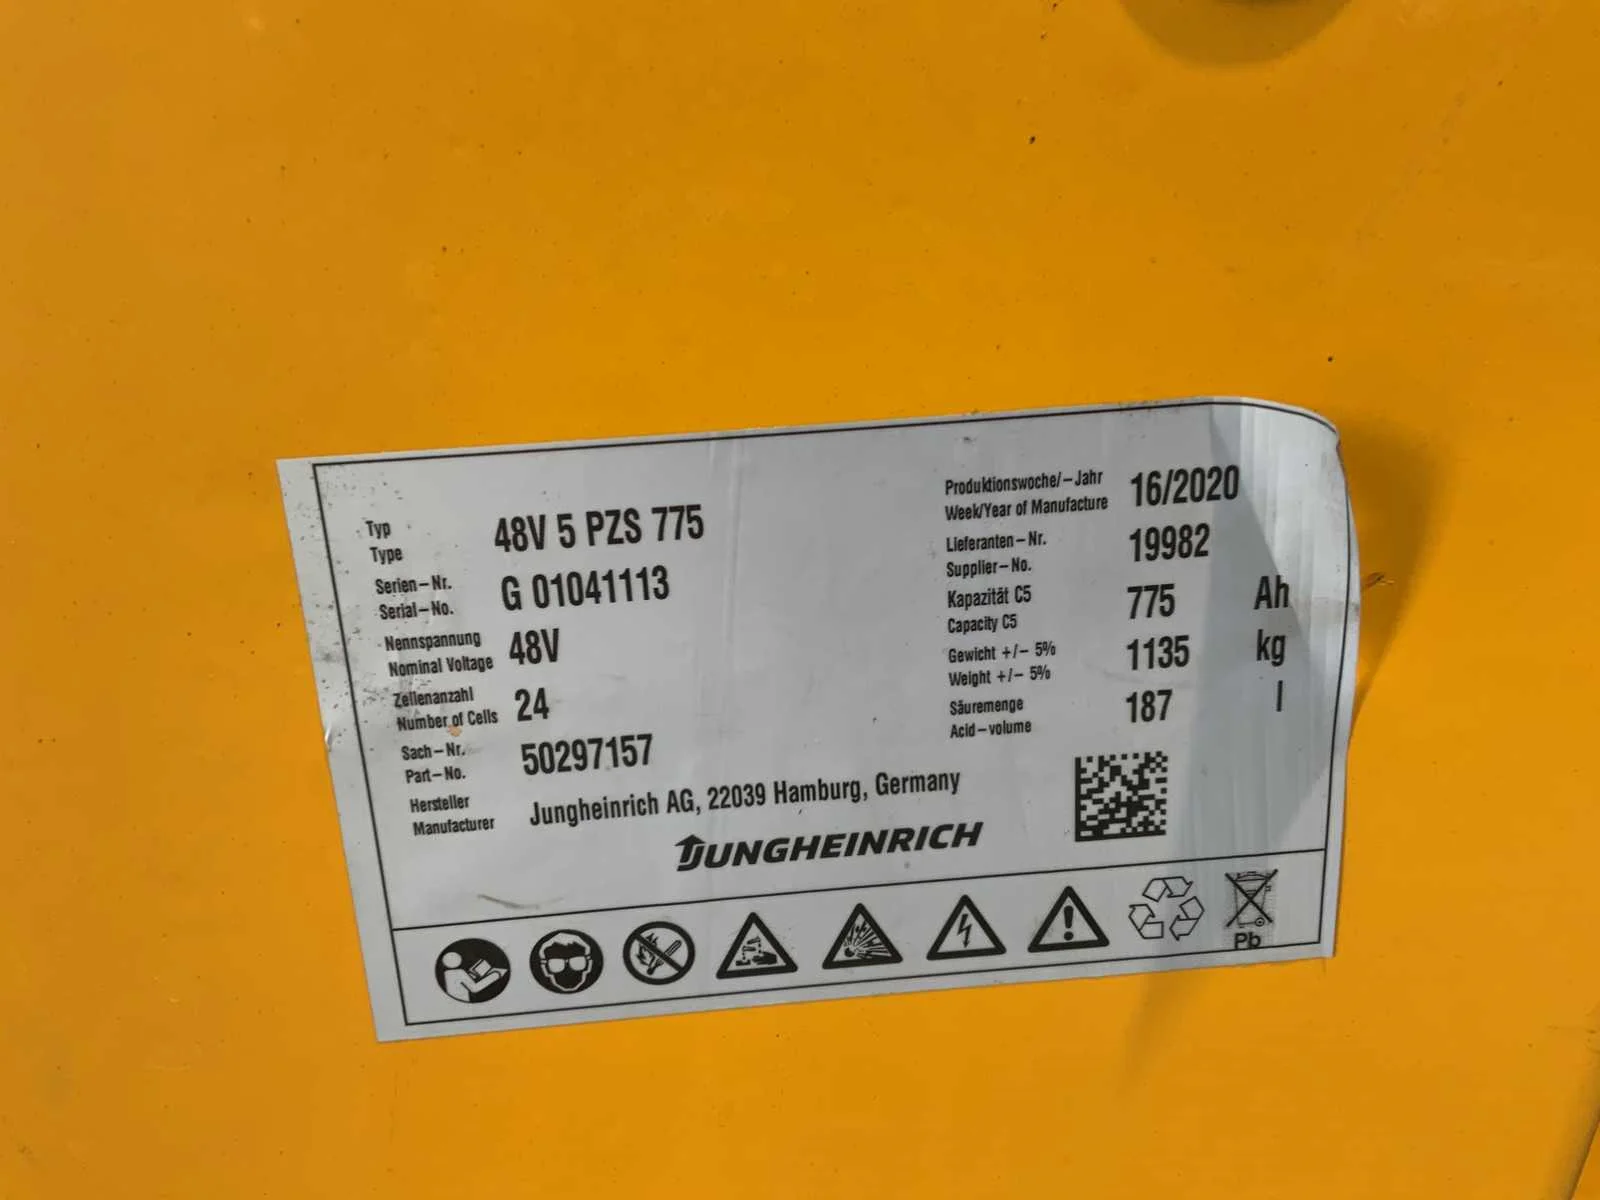 Typ
Type
48V 5 PZS 775
Serien-Nr.
Serial-No.
G 01041113
Nennspannung
Nominal Voltage
48V
Zellenanzahl
Number of Cells
24
Sach-Nr.
Part-No.
50297157
Hersteller
Manufacturer
Jungheinrich AG, 22039 Hamburg, Germany
Produktionswoche/-Jahr
Week/Year of Manufacture
16/2020
Lieferanten-Nr.
Supplier-No.
19982
Kapazität C5
Capacity C5
775 Ah
Gewicht +/- 5%
Weight +/- 5%
1135 kg
Säuremenge
Acid-volume
187 l
JUNGHEINRICH
Pb